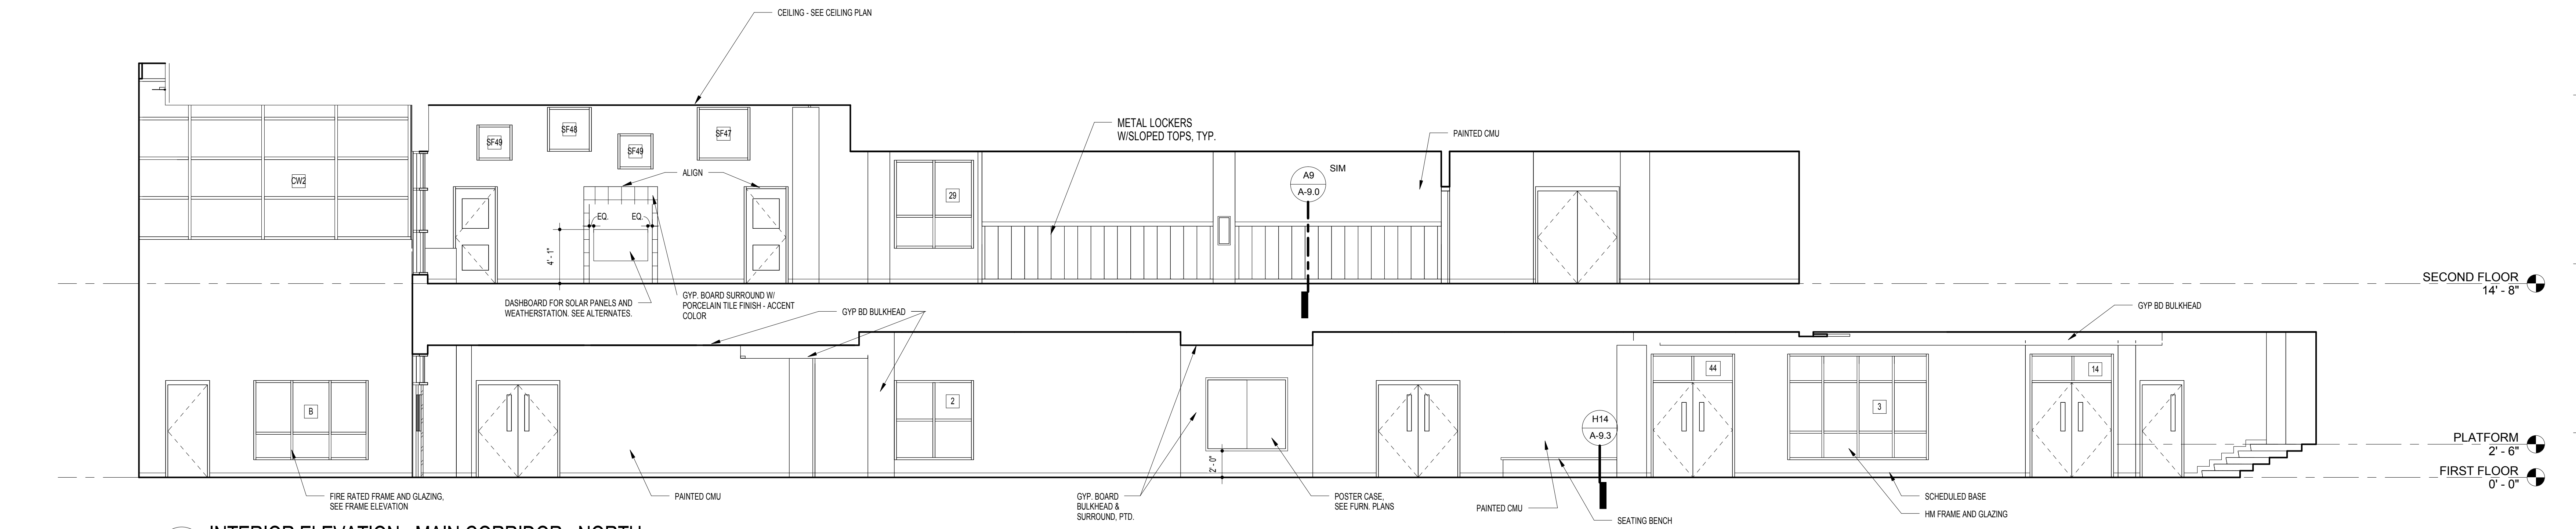 CEILING - SEE CEILING PLAN
SF49
SF48
SF49
SF47
METAL LOCKERS
W/SLOPED TOPS, TYP.
PAINTED CMU
A9
A-9.0
SIM
CW2
ALIGN
29
EQ.
EQ.
4' - 1"
DASHBOARD FOR SOLAR PANELS AND
WEATHERSTATION. SEE ALTERNATES.
GYP. BOARD SURROUND W/
PORCELAIN TILE FINISH - ACCENT
COLOR
SECOND FLOOR
14' - 8"
GYP BD BULKHEAD
GYP BD BULKHEAD
B
2
44
3
14
H14
A-9.3
2' - 0"
PLATFORM
2' - 6"
FIRST FLOOR
0' - 0"
FIRE RATED FRAME AND GLAZING,
SEE FRAME ELEVATION
PAINTED CMU
GYP. BOARD
BULKHEAD &
SURROUND, PTD.
POSTER CASE,
SEE FURN. PLANS
PAINTED CMU
SEATING BENCH
SCHEDULED BASE
HM FRAME AND GLAZING
INTERIOR ELEVATION - MAIN CORRIDOR - NORTH